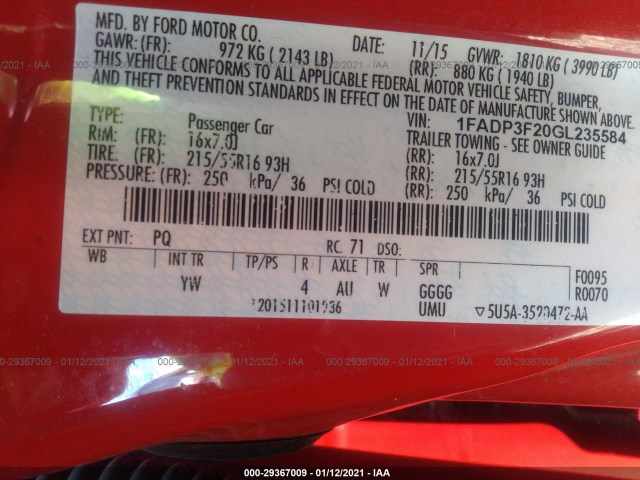 MFD. BY FORD MOTOR CO.
DATE: 11/15 GVWR: 1810 KG ( 3990 LB)
GAWR: (FR): 972 KG ( 2143 LB) (RR): 880 KG ( 1940 LB)
THIS VEHICLE CONFORMS TO ALL APPLICABLE FEDERAL MOTOR VEHICLE SAFETY, BUMPER,
AND THEFT PREVENTION STANDARDS IN EFFECT ON THE DATE OF MANUFACTURE SHOWN ABOVE.
VIN: 1FADP3F20GL235584
TYPE: Passenger Car TRAILER TOWING - SEE OWNER GUIDE
RIM: (FR): 16x7.0J (RR): 16x7.0J
TIRE: (FR): 215/55R16 93H (RR): 215/55R16 93H
PRESSURE: (FR): 250 kPa/ 36 PSI COLD (RR): 250 kPa/ 36 PSI COLD
EXT PNT: PQ RC: 71 DSO:
WB INT TR TP/PS R AXLE TR SPR F0095
YW 4 AU W GGGG R0070
*201511101936 UMU ▽5U5A-3520472-AA
000-29367009 - 01/12/2021 - IAA